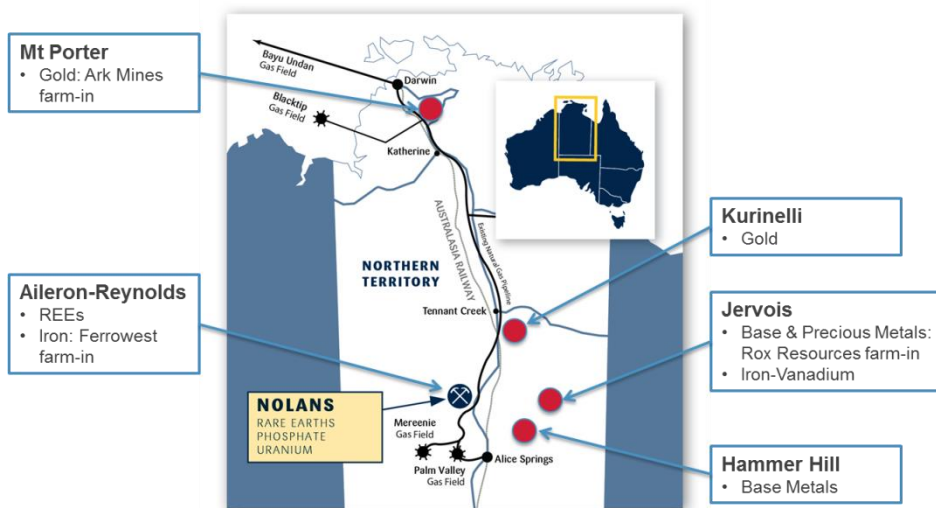 Mt Porter
• Gold: Ark Mines
farm-in
Aileron-Reynolds
• REEs
• Iron: Ferrowest
farm-in
Bayu Undan
Gas Field
Darwin
Blacktip
Gas Field
Katherine
AUSTRALASIA RAILWAY
Existing Natural Gas Pipeline
NORTHERN
TERRITORY
Tennant Creek
NOLANS
RARE EARTHS
PHOSPHATE
URANIUM
Mereenie
Gas Field
Palm Valley
Gas Field
Alice Springs
Kurinelli
• Gold
Jervois
• Base & Precious Metals:
Rox Resources farm-in
• Iron-Vanadium
Hammer Hill
• Base Metals